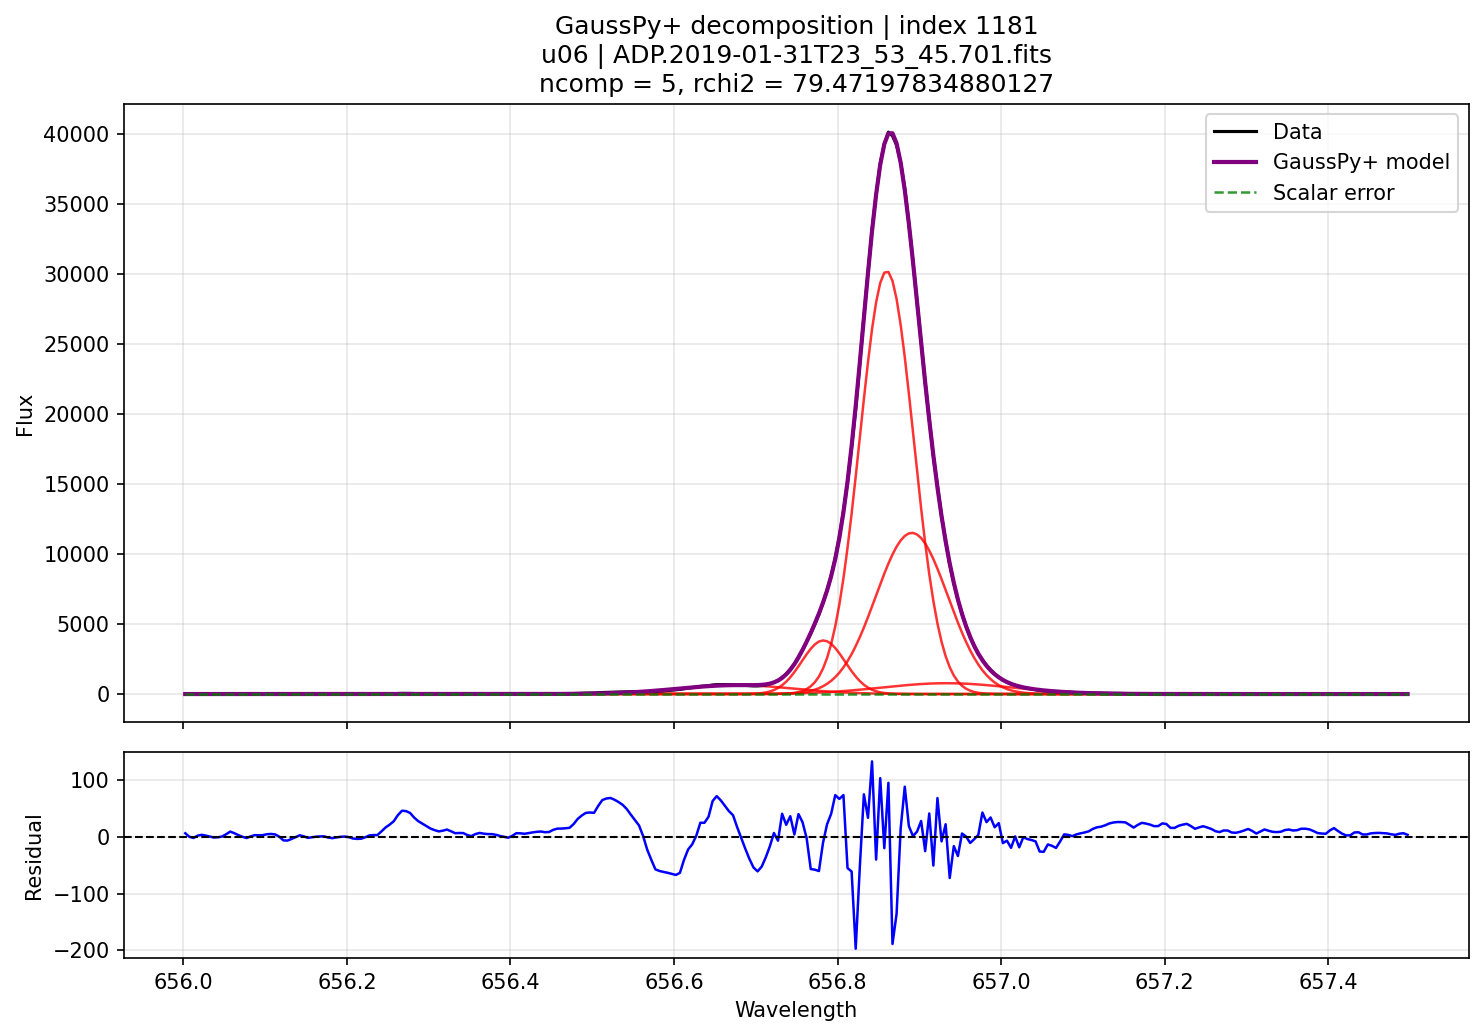 GaussPy+ decomposition | index 1181
u06 | ADP.2019-01-31T23_53_45.701.fits
ncomp = 5, rchi2 = 79.47197834880127
Data
GaussPy+ model
Scalar error
40000
35000
30000
25000
20000
15000
10000
5000
0
Flux
100
0
−100
−200
Residual
656.0 656.2 656.4 656.6 656.8 657.0 657.2 657.4
Wavelength